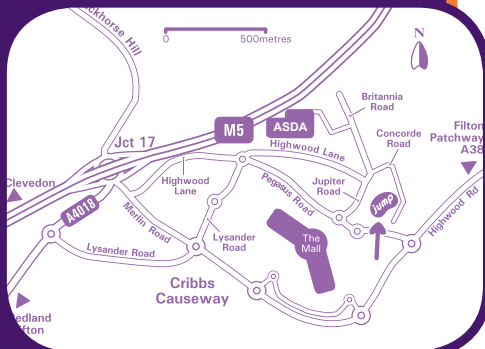 ckhorse Hill
0
500metres
N
Britannia
Road
M5
ASDA
Concorde
Road
Filton
Patchway
A38
Jct 17
Highwood Lane
Clevedon
Highwood
Lane
Pegasus Road
Jupiter
Road
jump
Highwood Rd
A4018
Merlin Road
Lysander
Road
The
Mall
Lysander Road
Cribbs
Causeway
edland
ifton